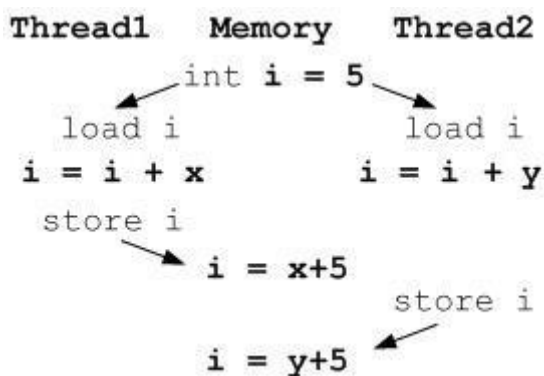 Thread1 Memory Thread2
int i = 5
load i load i
i = i + x i = i + y
store i
i = x+5
store i
i = y+5